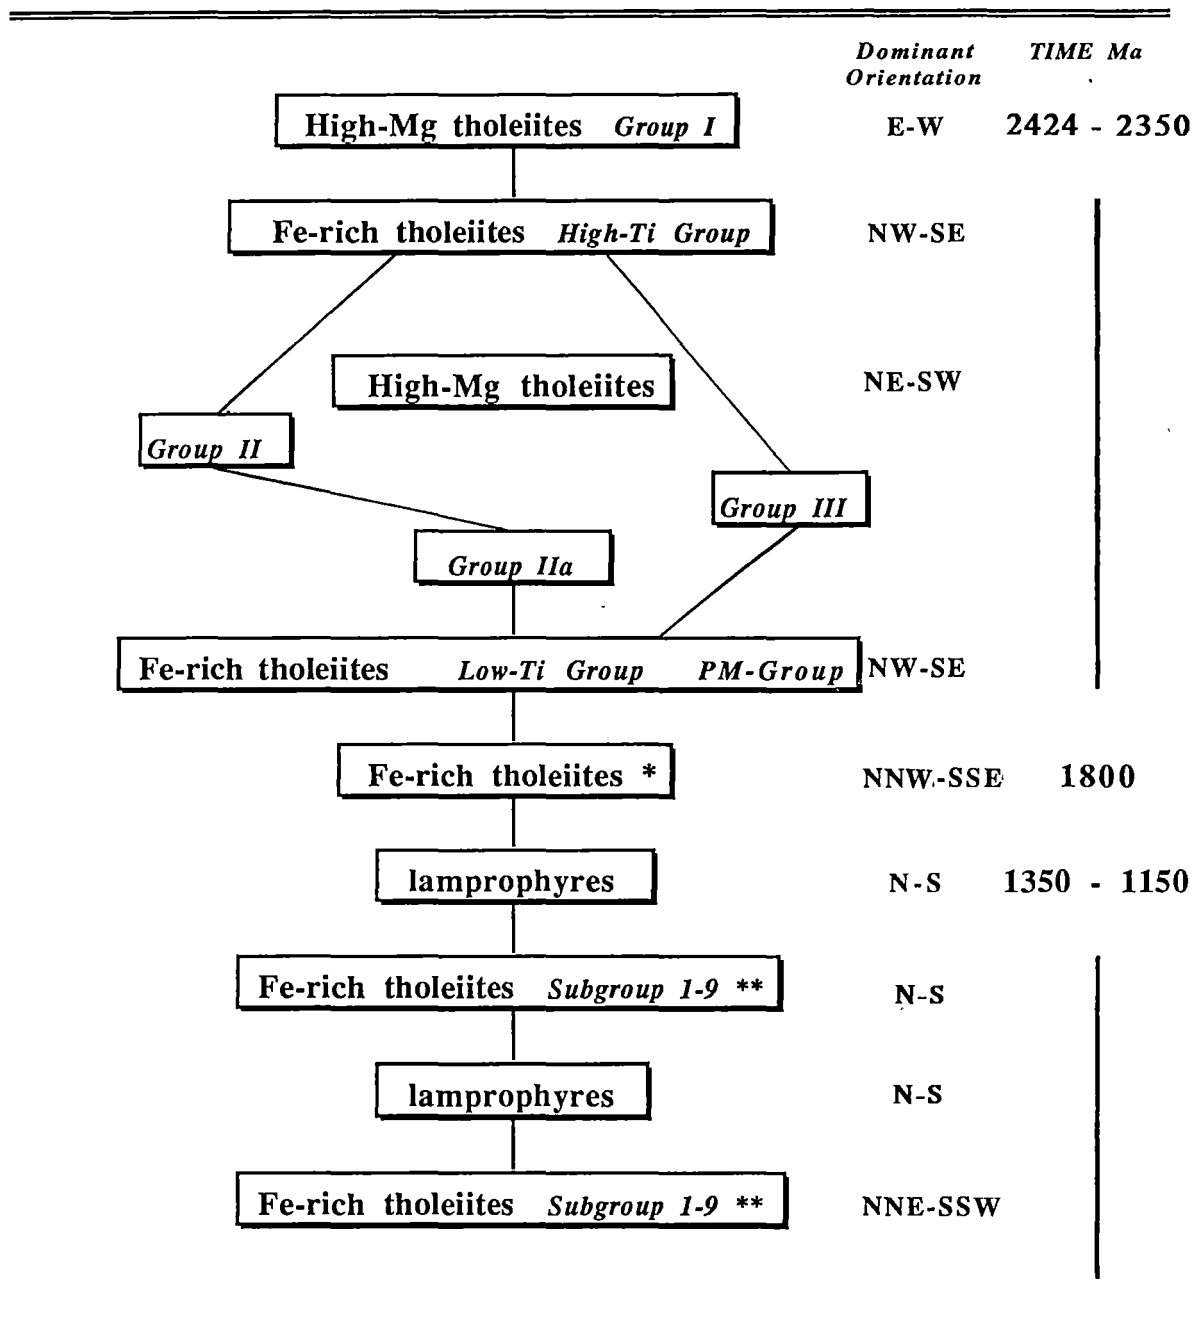 Dominant TIME Ma
Orientation
High-Mg tholeiites Group I E-W 2424 - 2350
Fe-rich tholeiites High-Ti Group NW-SE
High-Mg tholeiites NE-SW
Group II
Group III
Group IIa
Fe-rich tholeiites Low-Ti Group PM-Group NW-SE
Fe-rich tholeiites * NNW-SSE 1800
lamprophyres N-S 1350 - 1150
Fe-rich tholeiites Subgroup 1-9 ** N-S
lamprophyres N-S
Fe-rich tholeiites Subgroup 1-9 ** NNE-SSW